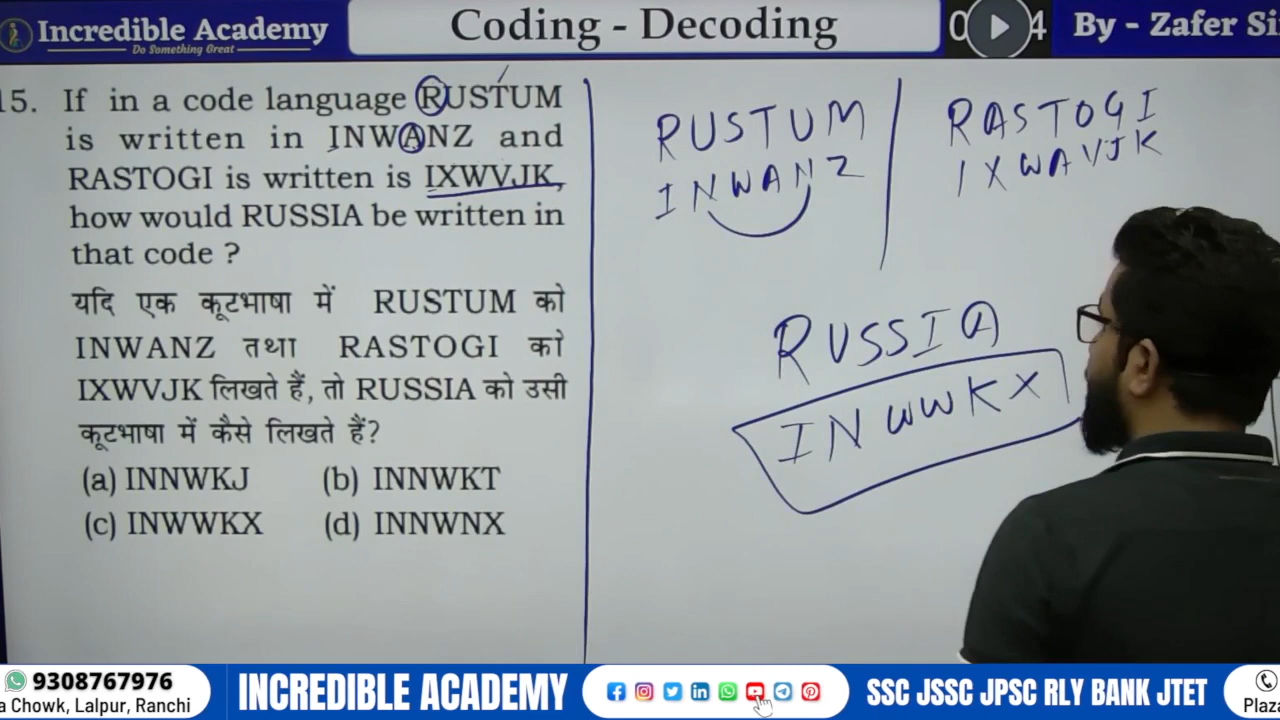 Incredible Academy
Do Something Great
Coding - Decoding
By - Zafer
15. If in a code language RUSTUM
is written in INWANZ and
RASTOGI is written is IXWVJK,
how would RUSSIA be written in
that code ?
यदि एक कूटभाषा में RUSTUM को
INWANZ तथा RASTOGI को
IXWVJK लिखते हैं, तो RUSSIA को उसी
कूटभाषा में कैसे लिखते हैं?
(a) INNWKJ (b) INNWKT
(c) INWWKX (d) INNWNX
RUSTUM
INWANZ
RASTOGI
IXWAVJK
RUSSIA
INWWKX
9308767976
Chowk, Lalpur, Ranchi
INCREDIBLE ACADEMY
SSC JSSC JPSC RLY BANK JTET
Plaza